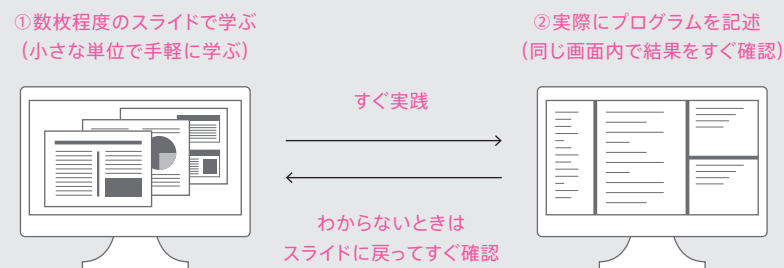 ①数枚程度のスライドで学ぶ
(小さな単位で手軽に学ぶ)
②実際にプログラムを記述
(同じ画面内で結果をすぐ確認)
すぐ実践
わからないときは
スライドに戻ってすぐ確認